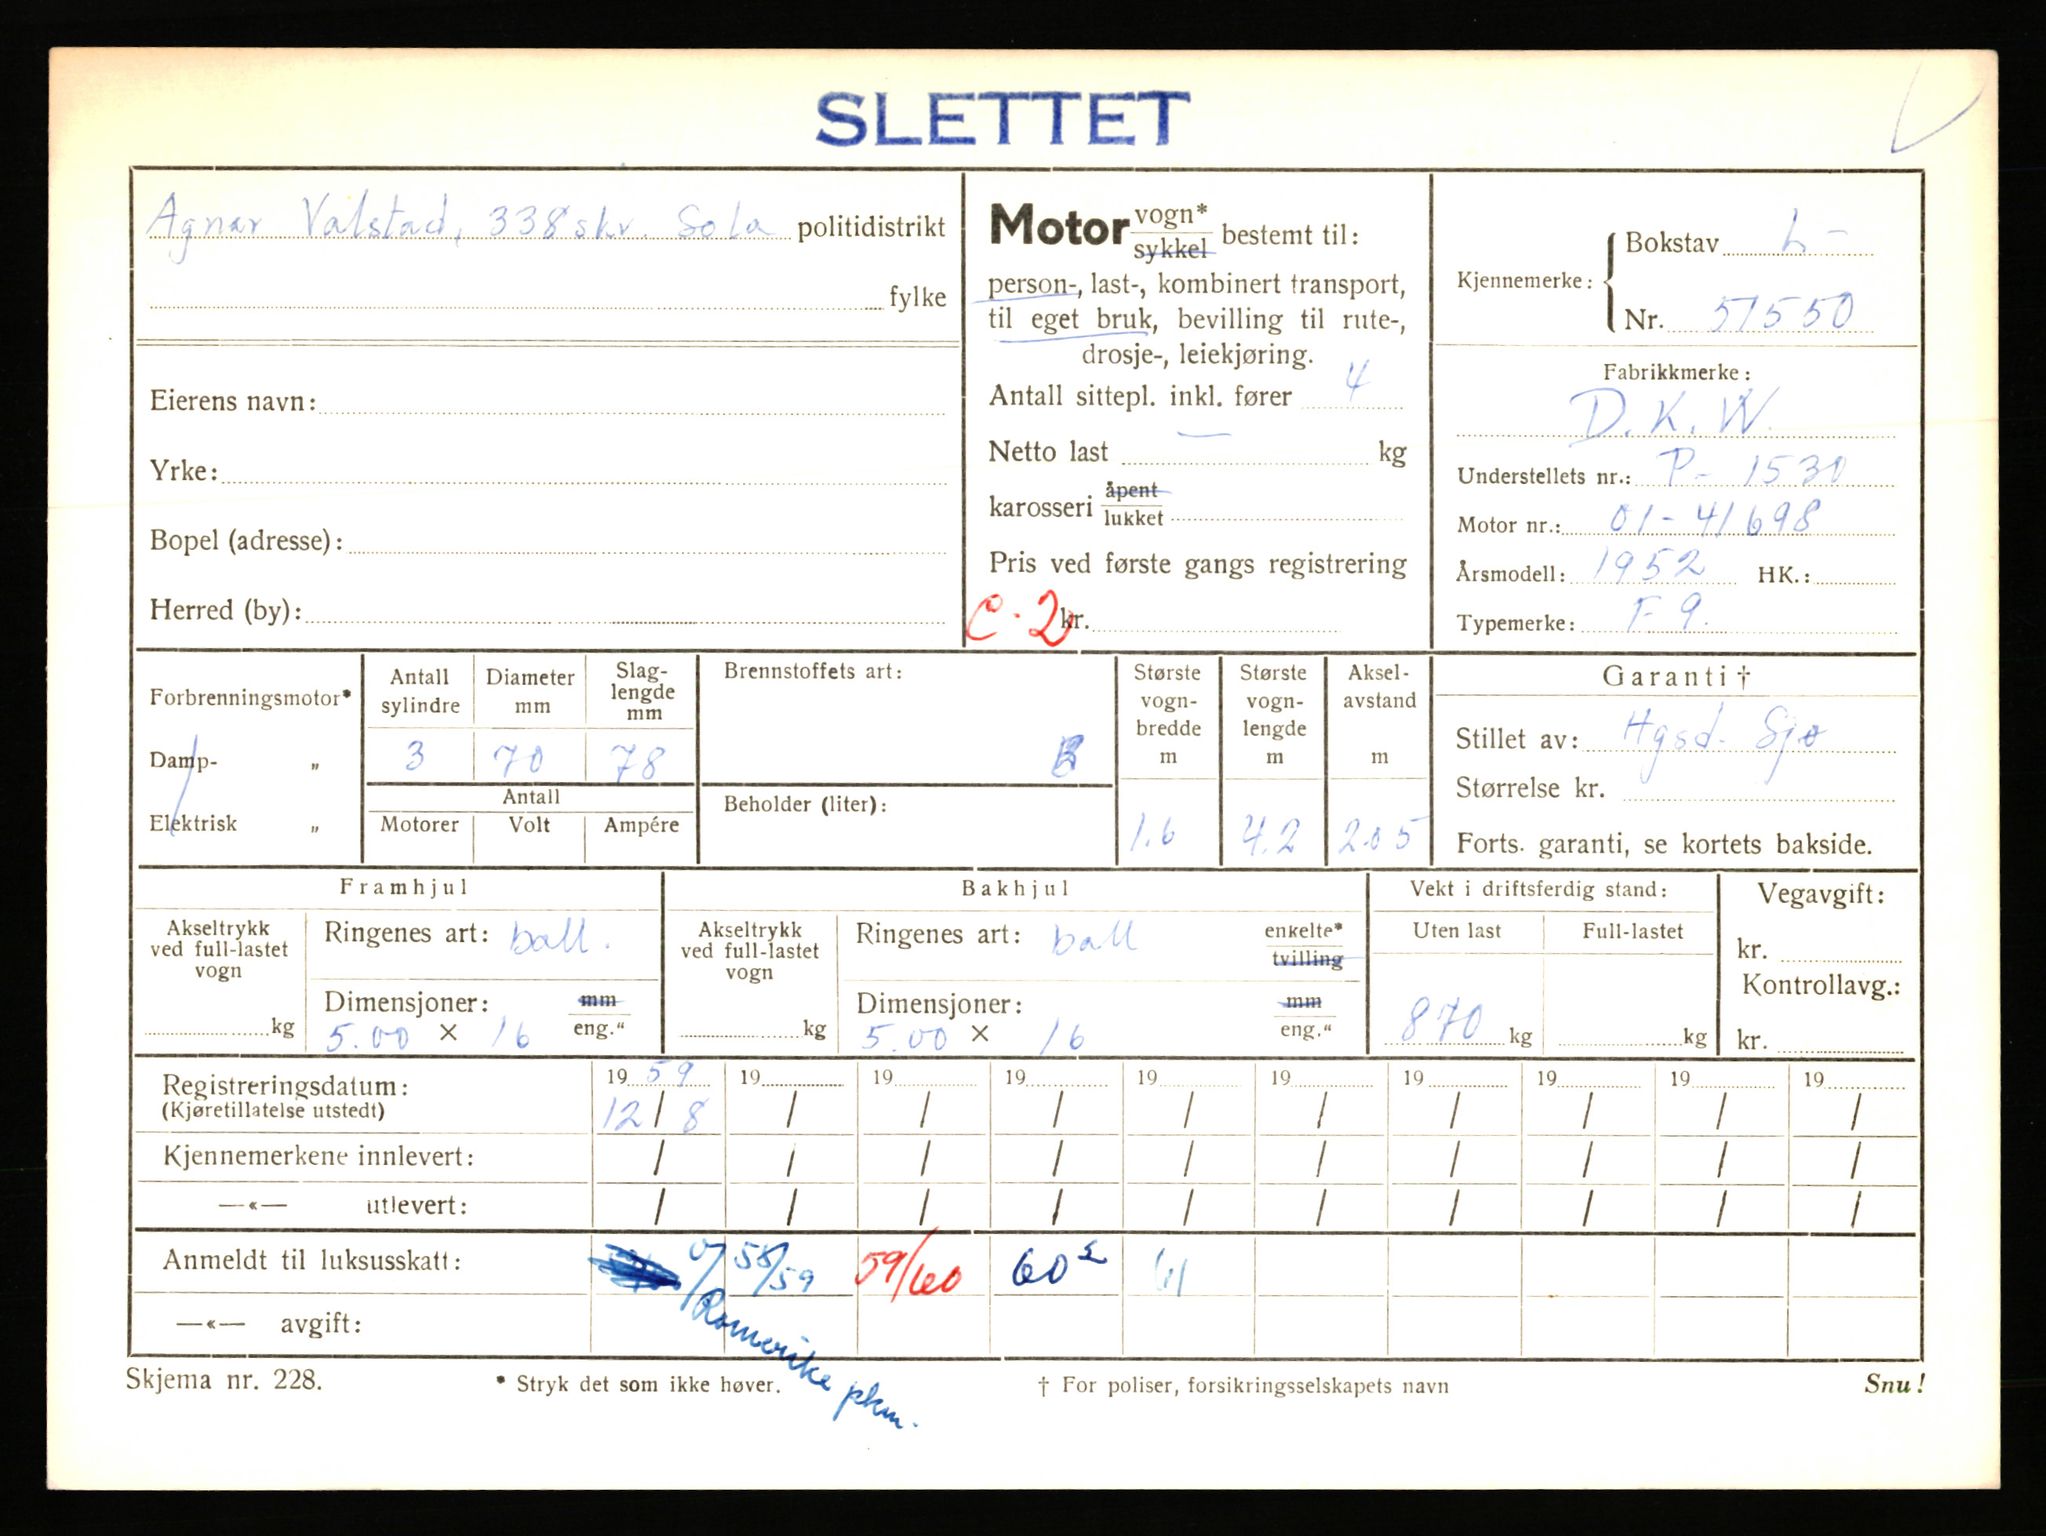 SLETTET
Agnar Valstad, 338 skv. Sola politidistrikt
fylke
Eierens navn:
Yrke:
Bopel (adresse):
Herred (by):
Motor vogn* sykkel bestemt til:
person-, last-, kombinert transport,
til eget bruk, bevilling til rute-,
drosje-, leiekjøring.
Antall sittepl. inkl. fører 4
Netto last — kg
karosseri åpent lukket
Pris ved første gangs registrering
C-2 kr.
Kjennemerke: Bokstav L-
Nr. 51550
Fabrikkmerke:
D.K.W.
Understellets nr.: P- 1530
Motor nr.: 01-41698
Årsmodell: 1952 HK.:
Typemerke: F 9.
Forbrenningsmotor*
Damp- „
Elektrisk „
Antall sylindre
3
Diameter mm
70
Slag-lengde mm
78
Antall
Motorer Volt Ampére
Brennstoffets art:
B
Beholder (liter):
Største vogn-bredde m
1.6
Største vogn-lengde m
4.2
Aksel-avstand m
2.05
Garanti †
Stillet av: Hgsd. Sjø
Størrelse kr.
Forts. garanti, se kortets bakside.
Framhjul
Akseltrykk ved full-lastet vogn
kg
Ringenes art: ball.
Dimensjoner: mm
5.00 × 16 eng."
Bakhjul
Akseltrykk ved full-lastet vogn
kg
Ringenes art: ball enkelte* tvilling
Dimensjoner: mm
5.00 × 16 eng."
Vekt i driftsferdig stand:
Uten last Full-lastet
870 kg kg
Vegavgift:
kr.
Kontrollavg.:
kr.
Registreringsdatum: 19 59 19 19 19 19 19 19 19 19 19
(Kjøretillatelse utstedt) 12/8 / / / / / / / / /
Kjennemerkene innlevert: / / / / / / / / / /
—«— utlevert: / / / / / / / / / /
Anmeldt til luksusskatt: 58/59 59/60 60 61
—«— avgift:
Romerike pkm.
Skjema nr. 228.
* Stryk det som ikke høver.
† For poliser, forsikringsselskapets navn
Snu!